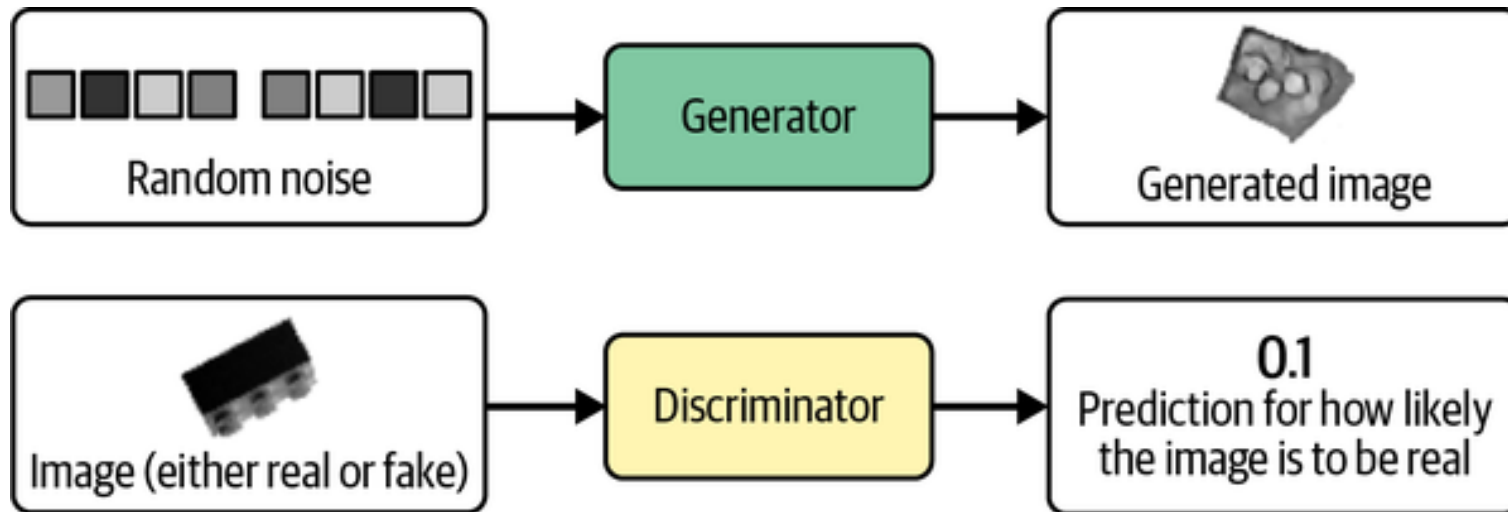 Random noise
Generator
Generated image
Image (either real or fake)
Discriminator
0.1
Prediction for how likely
the image is to be real